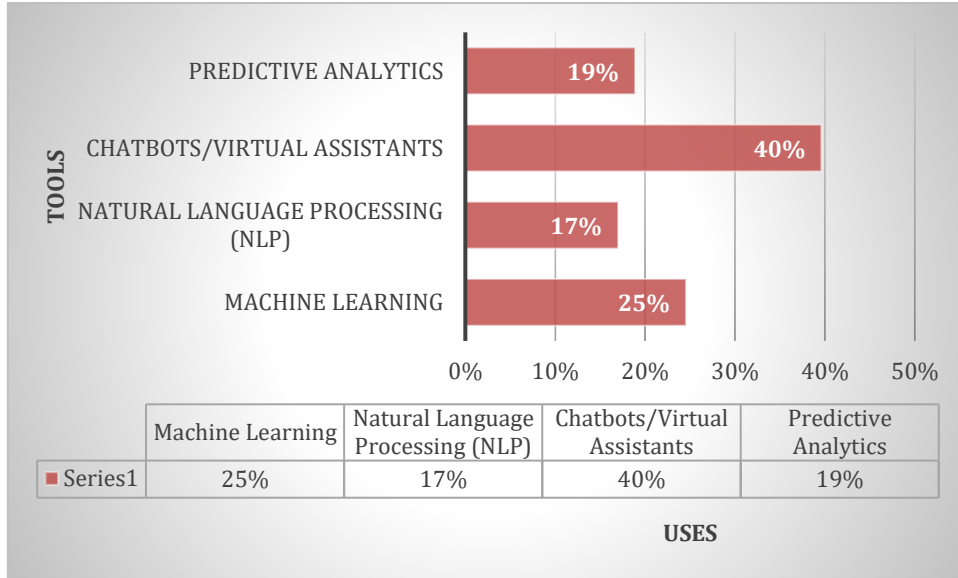 TOOLS
PREDICTIVE ANALYTICS
19%
CHATBOTS/VIRTUAL ASSISTANTS
40%
NATURAL LANGUAGE PROCESSING
(NLP)
17%
MACHINE LEARNING
25%
0% 10% 20% 30% 40% 50%
Machine Learning
Natural Language
Processing (NLP)
Chatbots/Virtual
Assistants
Predictive
Analytics
Series1 25% 17% 40% 19%
USES